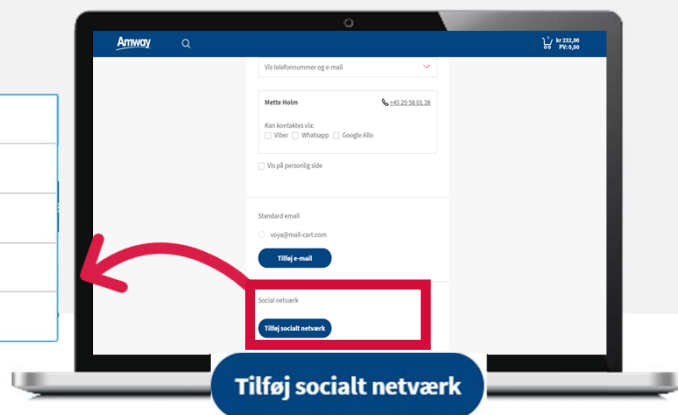 Amway
kr 232,00
PV: 0,00
Vis telefonnummer og e-mail
Mette Holm
+45 29 58 01 38
Kan kontaktes via:
Viber Whatsapp Google Allo
Vis på personlig side
Standard email
voya@mail-cart.com
Tilføj e-mail
Social netværk
Tilføj socialt netværk
Tilføj socialt netværk